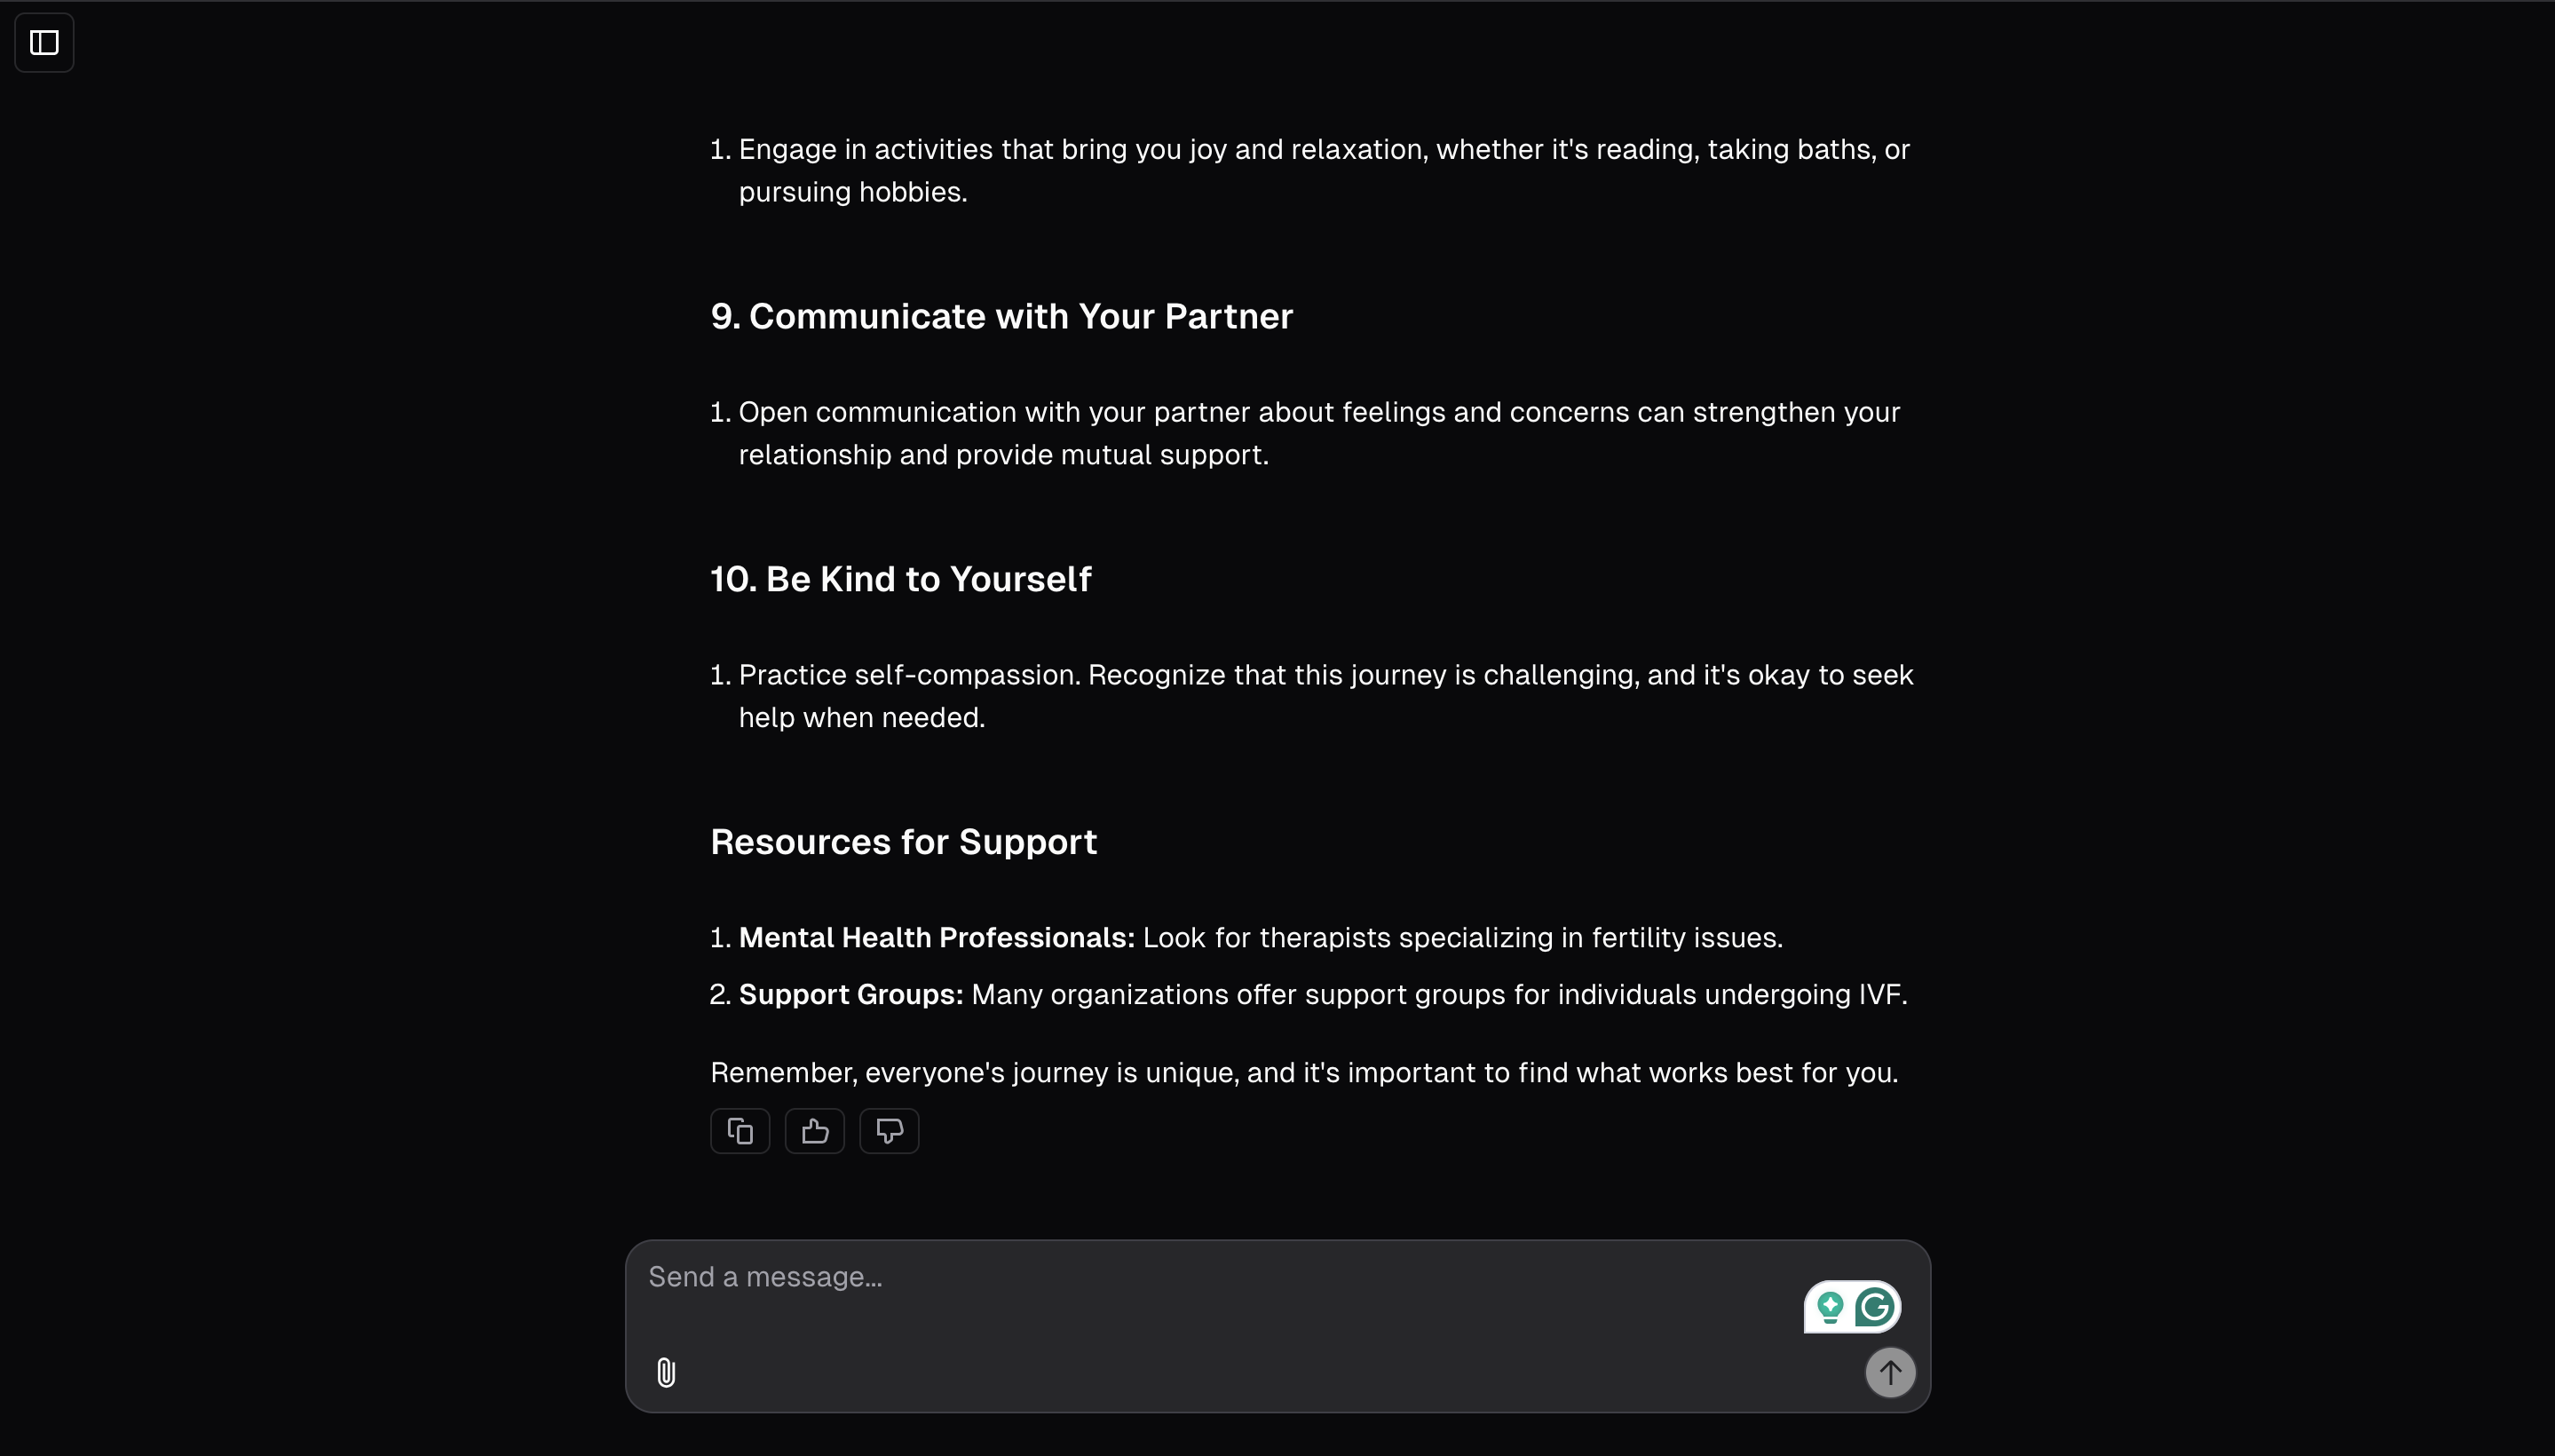 1. Engage in activities that bring you joy and relaxation, whether it's reading, taking baths, or
pursuing hobbies.
9. Communicate with Your Partner
1. Open communication with your partner about feelings and concerns can strengthen your
relationship and provide mutual support.
10. Be Kind to Yourself
1. Practice self-compassion. Recognize that this journey is challenging, and it's okay to seek
help when needed.
Resources for Support
1. Mental Health Professionals: Look for therapists specializing in fertility issues.
2. Support Groups: Many organizations offer support groups for individuals undergoing IVF.
Remember, everyone's journey is unique, and it's important to find what works best for you.
Send a message...